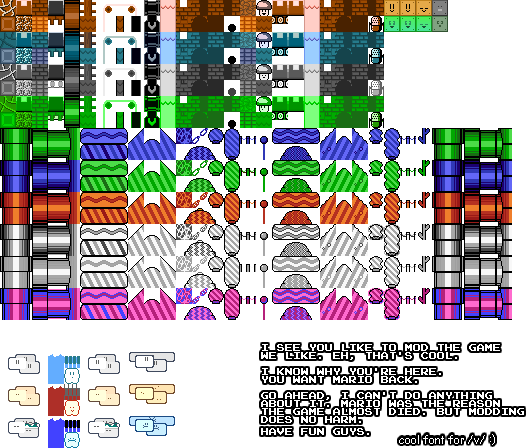 I SEE YOU LIKE TO MOD THE GAME
WE LIKE. EH, THAT'S COOL.
I KNOW WHY YOU'RE HERE.
YOU WANT MARIO BACK.
GO AHEAD, I CAN'T DO ANYTHING
ABOUT IT, MARIO WAS THE REASON
THE GAME ALMOST DIED. BUT MODDING
DOES NO HARM.
HAVE FUN GUYS.
cool font for /v/ :)